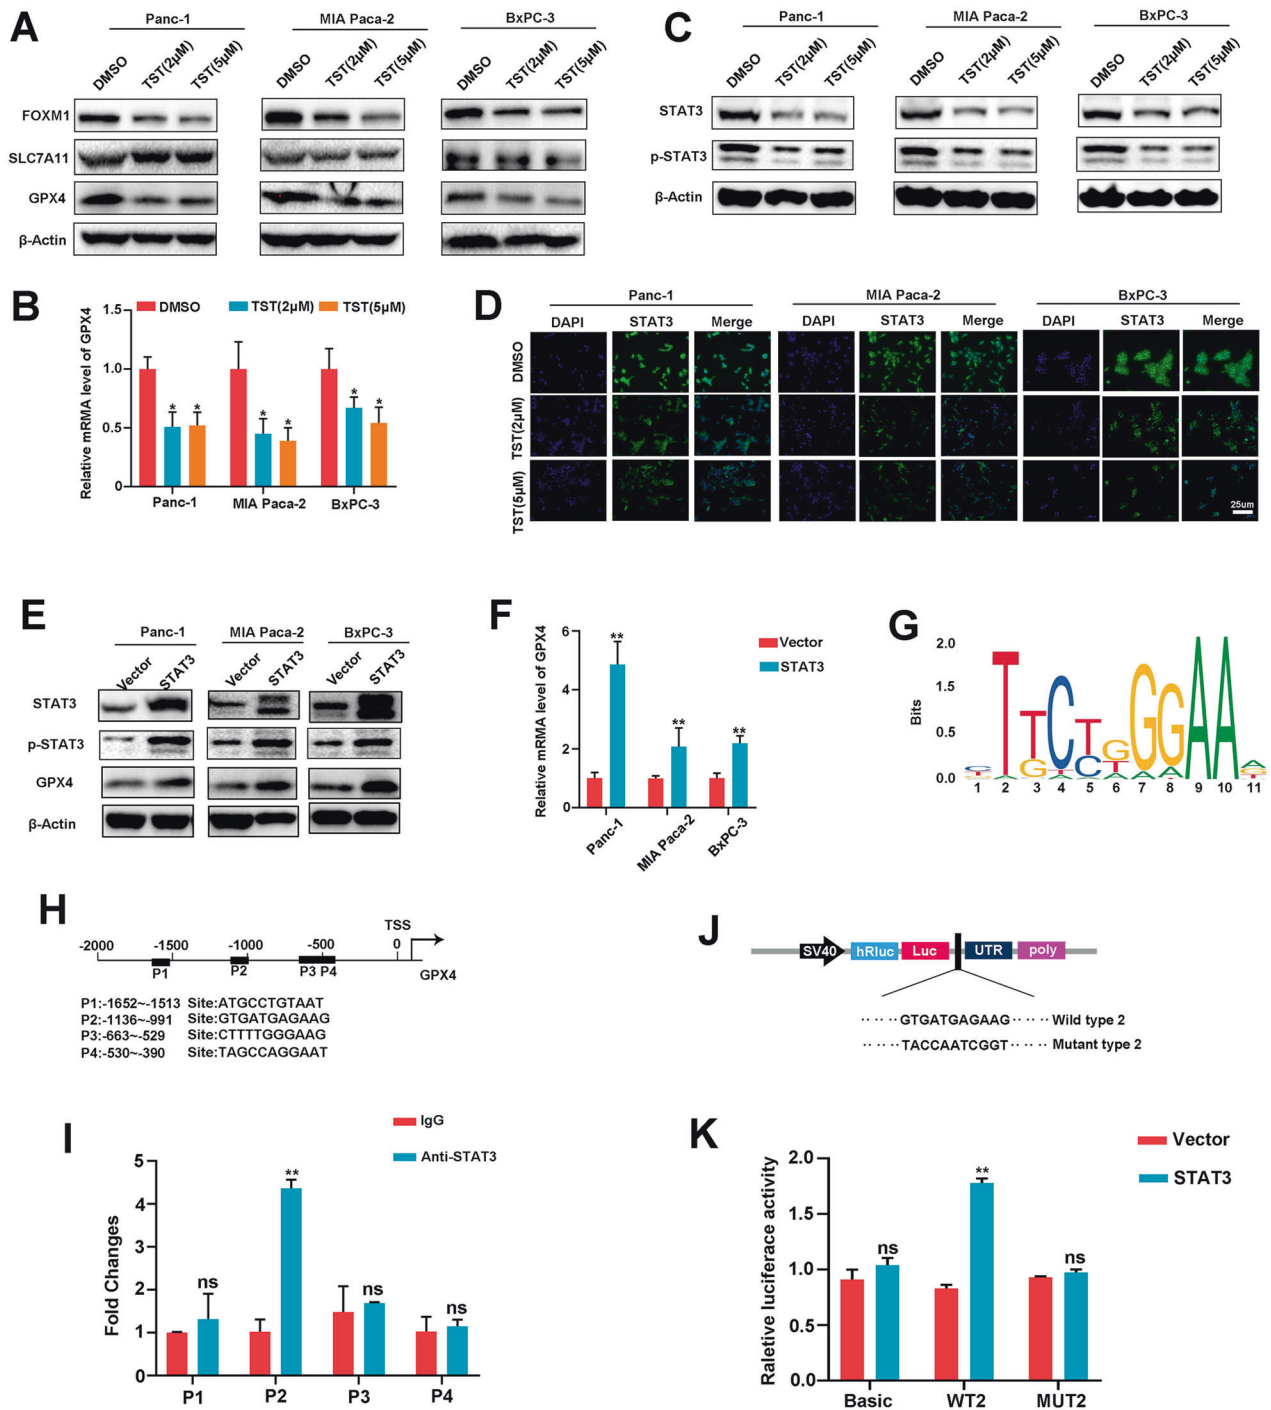 A
Panc-1
MIA Paca-2
BxPC-3
DMSO
TST(2μM)
TST(5μM)
DMSO
TST(2μM)
TST(5μM)
DMSO
TST(2μM)
TST(5μM)
FOXM1
SLC7A11
GPX4
β-Actin
C
Panc-1
MIA Paca-2
BxPC-3
DMSO
TST(2μM)
TST(5μM)
DMSO
TST(2μM)
TST(5μM)
DMSO
TST(2μM)
TST(5μM)
STAT3
p-STAT3
β-Actin
B
DMSO
TST(2μM)
TST(5μM)
Relative mRMA level of GPX4
1.5
1.0
0.5
0
* * * * * *
Panc-1
MIA Paca-2
BxPC-3
D
Panc-1
MIA Paca-2
BxPC-3
DAPI STAT3 Merge DAPI STAT3 Merge DAPI STAT3 Merge
DMSO
TST(2μM)
TST(5μM)
25um
E
Panc-1
MIA Paca-2
BxPC-3
Vector
STAT3
Vector
STAT3
Vector
STAT3
STAT3
p-STAT3
GPX4
β-Actin
F
Relative mRMA level of GPX4
6
4
2
0
** ** **
Vector
STAT3
Panc-1
MIA Paca-2
BxPC-3
G
Bits
2.0
1.5
0.5
0.0
1 2 3 4 5 6 7 8 9 10 11
H
TSS
-2000 -1500 -1000 -500 0
P1 P2 P3 P4
GPX4
P1:-1652~-1513 Site:ATGCCTGTAAT
P2:-1136~-991 Site:GTGATGAGAAG
P3:-663~-529 Site:CTTTTGGGAAG
P4:-530~-390 Site:TAGCCAGGAAT
J
SV40 hRluc Luc UTR poly
······GTGATGAGAAG······ Wild type 2
······TACCAATCGGT······ Mutant type 2
I
IgG
Anti-STAT3
Fold Changes
5
4
3
2
1
0
ns ** ns ns
P1 P2 P3 P4
K
Vector
STAT3
Raletive luciferace activity
2.0
1.5
1.0
0.5
0.0
ns ** ns
Basic WT2 MUT2